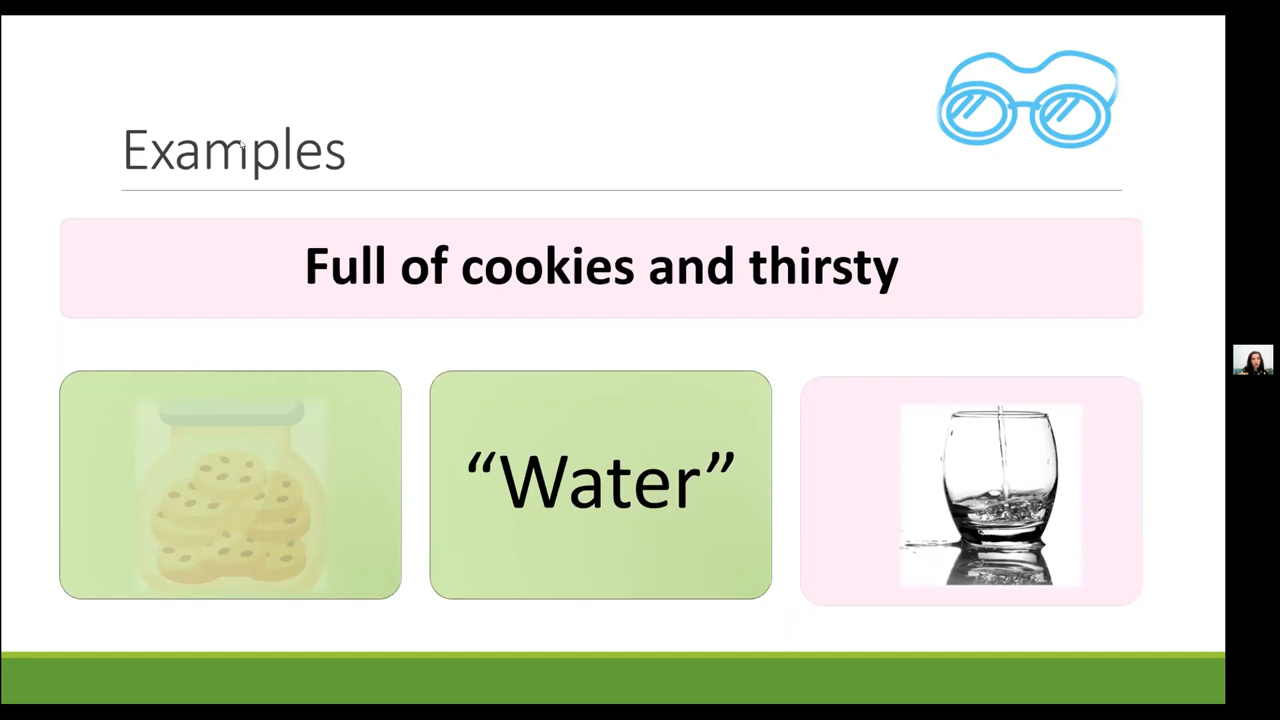 Examples
Full of cookies and thirsty
“Water”